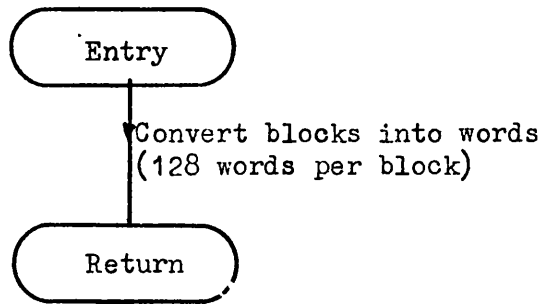 Entry
Convert blocks into words
(128 words per block)
Return